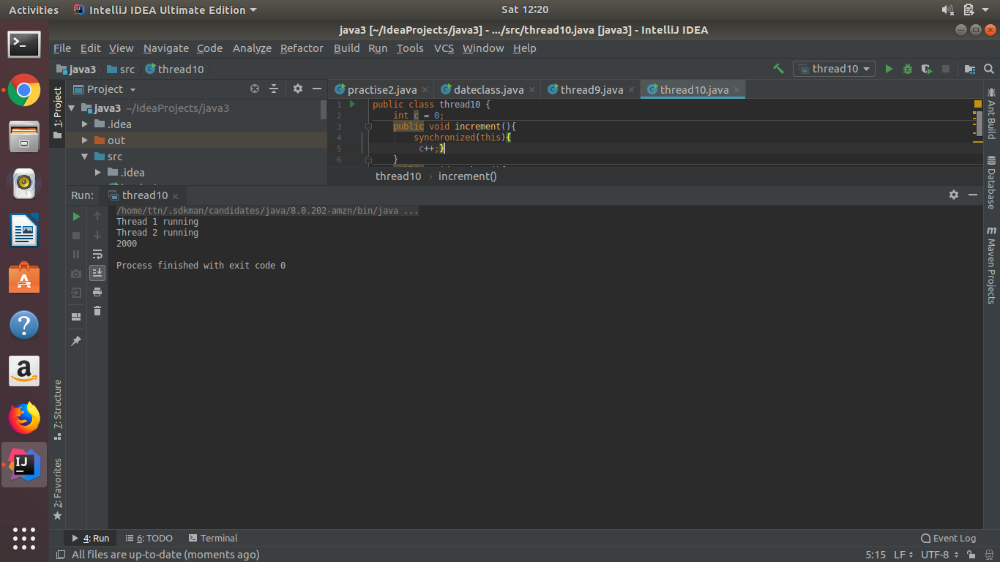 Activities IntelliJ IDEA Ultimate Edition Sat 12:20
java3 [~/IdeaProjects/java3] - .../src/thread10.java [java3] - IntelliJ IDEA
File Edit View Navigate Code Analyze Refactor Build Run Tools VCS Window Help
java3 src thread10 thread10
1: Project
Project
java3 ~/IdeaProjects/java3
.idea
out
src
.idea
practise2.java dateclass.java thread9.java thread10.java
1 public class thread10 {
2 int c = 0;
3 public void increment(){
4 synchronized(this){
5 c++;}
6 }
thread10 › increment()
Ant Build
Database
m Maven Projects
Run: thread10
/home/ttn/.sdkman/candidates/java/8.0.202-amzn/bin/java ...
Thread 1 running
Thread 2 running
2000
Process finished with exit code 0
a
IJ
7: Structure
2: Favorites
4: Run 6: TODO Terminal Event Log
All files are up-to-date (moments ago) 5:15 LF UTF-8